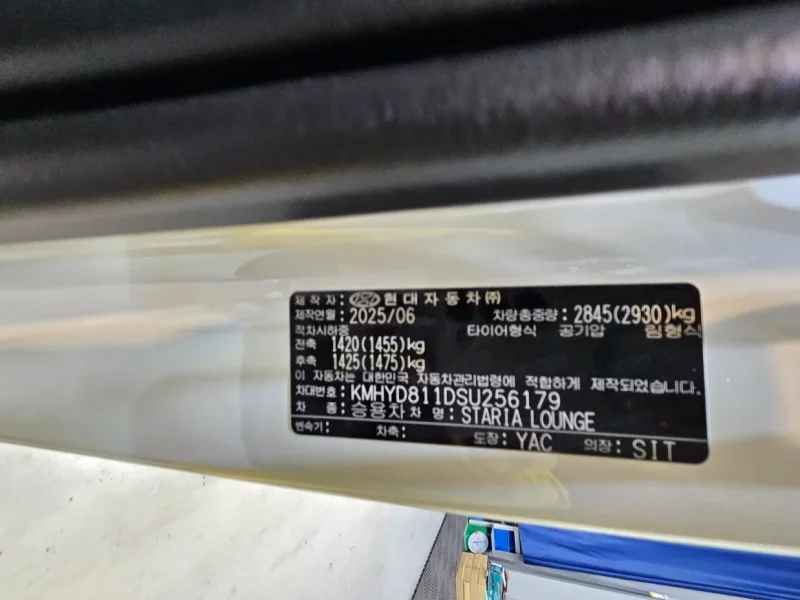 제작자: 현대자동차㈜
제작연월: 2025/06 차량총중량: 2845(2930)kg
적차시하중 타이어형식 공기압 림형식
전축 1420(1455)kg
후축 1425(1475)kg
이 자동차는 대한민국 자동차관리법령에 적합하게 제작되었습니다.
차대번호: KMHYD811DSU256179
차종: 승용차 차명: STARIA LOUNGE
변속기: 차축: 도장: YAC 의장: SIT